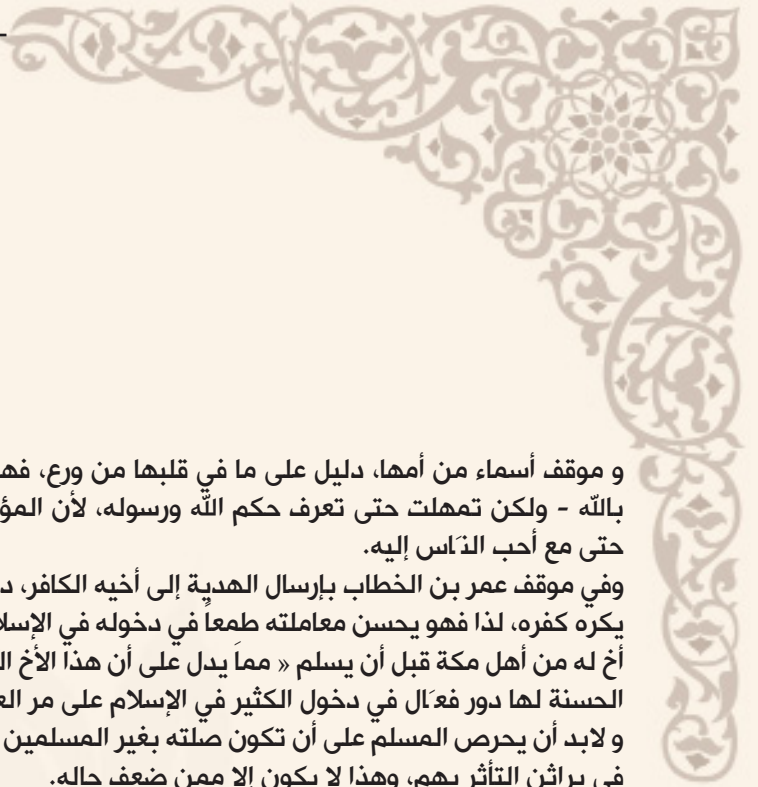 و موقف أسماء من أمها، دليل على ما في قلبها من ورع، فه
بالله - ولكن تمهلت حتى تعرف حكم الله ورسوله، لأن المؤ
حتى مع أحب النَاس إليه.
وفي موقف عمر بن الخطاب بإرسال الهدية إلى أخيه الكافر، د
يكره كفره، لذا فهو يحسن معاملته طمعاً في دخوله في الإسلا
أخ له من أهل مكة قبل أن يسلم » مماَ يدل على أن هذا الأخ ال
الحسنة لها دور فعَال في دخول الكثير في الإسلام على مر الع
و لابد أن يحرص المسلم على أن تكون صلته بغير المسلمين
في براثن التأثر بهم، وهذا لا يكون إلا ممن ضعف حاله.